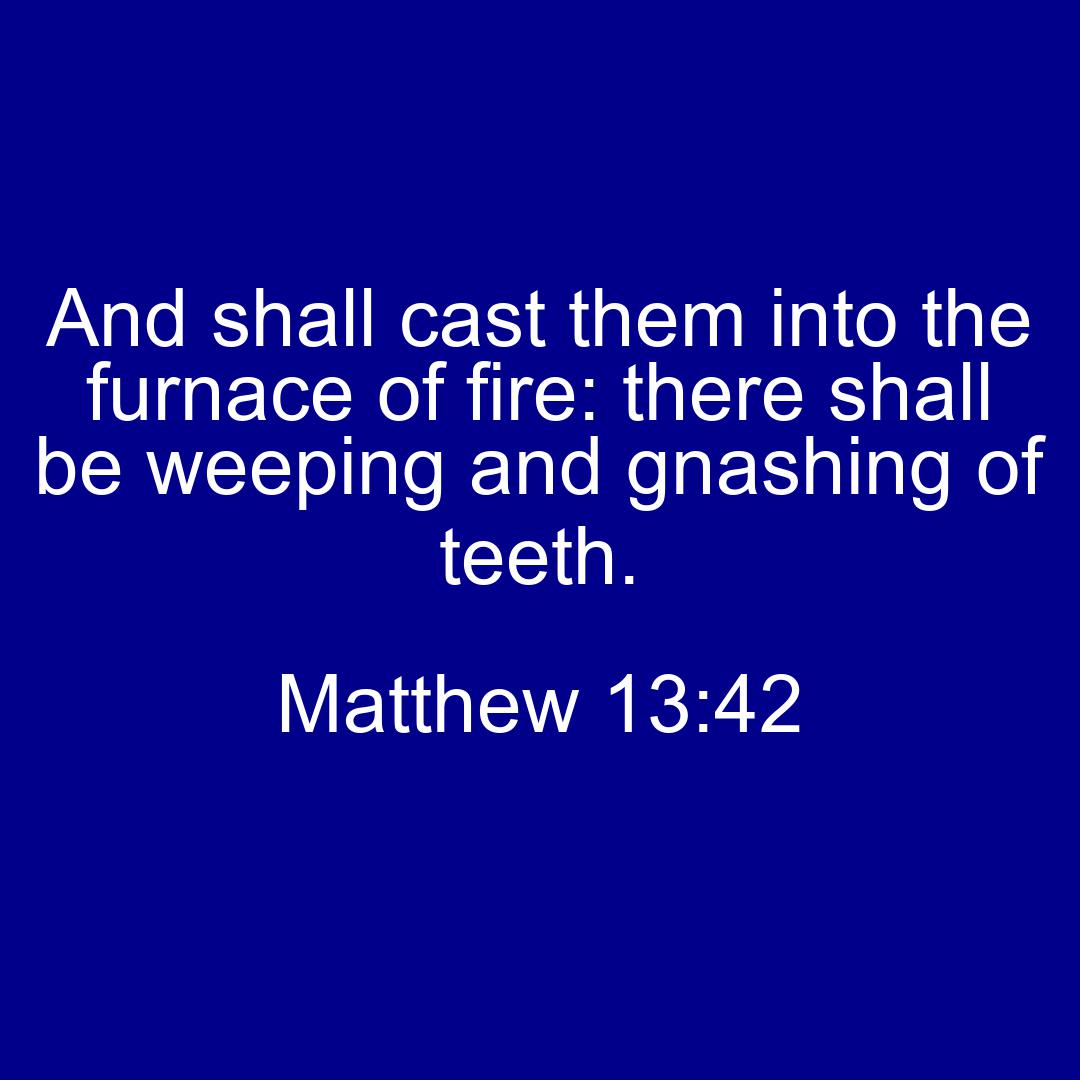 And shall cast them into the
furnace of fire: there shall
be weeping and gnashing of
teeth.
Matthew 13:42